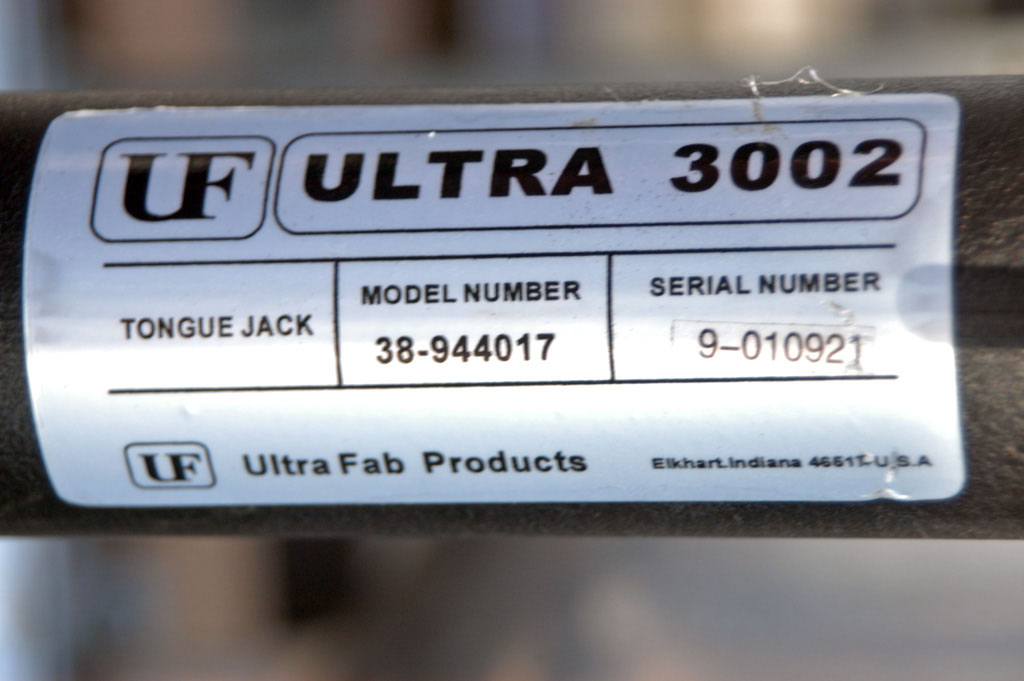 UF ULTRA 3002
TONGUE JACK
MODEL NUMBER
38-944017
SERIAL NUMBER
9-010921
UF Ultra Fab Products Elkhart.Indiana 46517 U.S.A